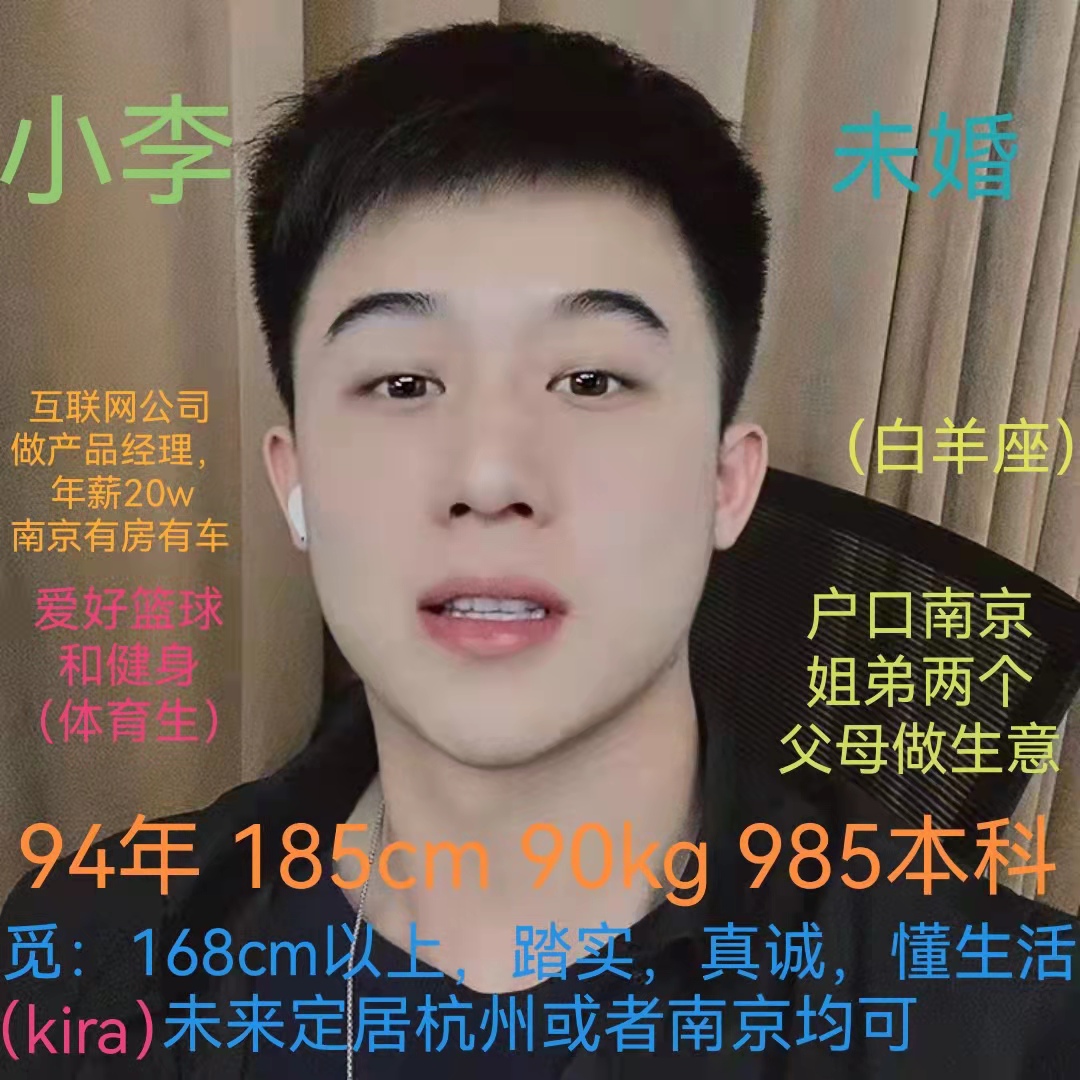 小李
未婚
互联网公司
做产品经理，
年薪20w
南京有房有车
（白羊座）
爱好篮球
和健身
（体育生）
户口南京
姐弟两个
父母做生意
94年 185cm 90kg 985本科
觅：168cm以上，踏实，真诚，懂生活
(kira)未来定居杭州或者南京均可